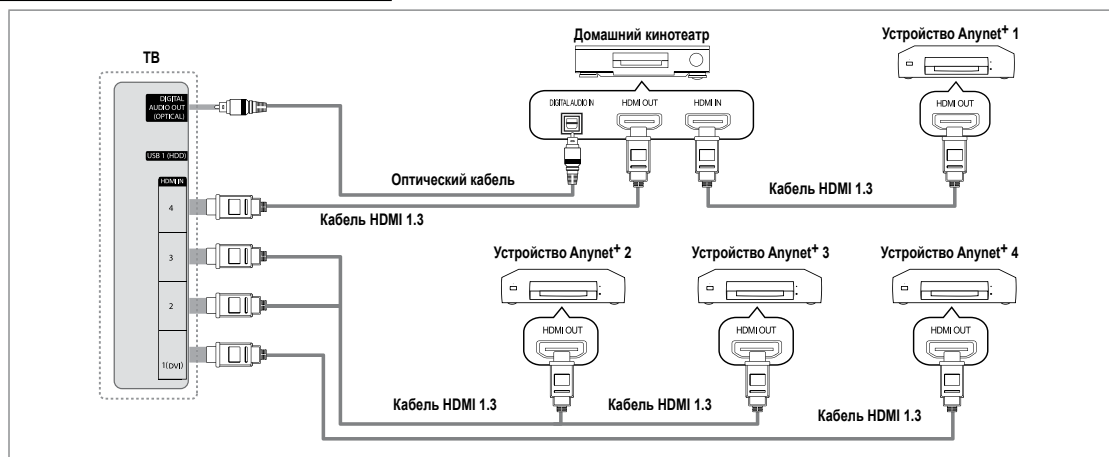 Домашний кинотеатр
Устройство Anynet+ 1
ТВ
DIGITAL
AUDIO OUT
(OPTICAL)
DIGITAL AUDIO IN
HDMI OUT
HDMI IN
HDMI OUT
USB 1 (HDD)
HDMI IN
Оптический кабель
Кабель HDMI 1.3
4
Кабель HDMI 1.3
3
Устройство Anynet+ 2
Устройство Anynet+ 3
Устройство Anynet+ 4
2
HDMI OUT
HDMI OUT
HDMI OUT
1(DVI)
Кабель HDMI 1.3
Кабель HDMI 1.3
Кабель HDMI 1.3